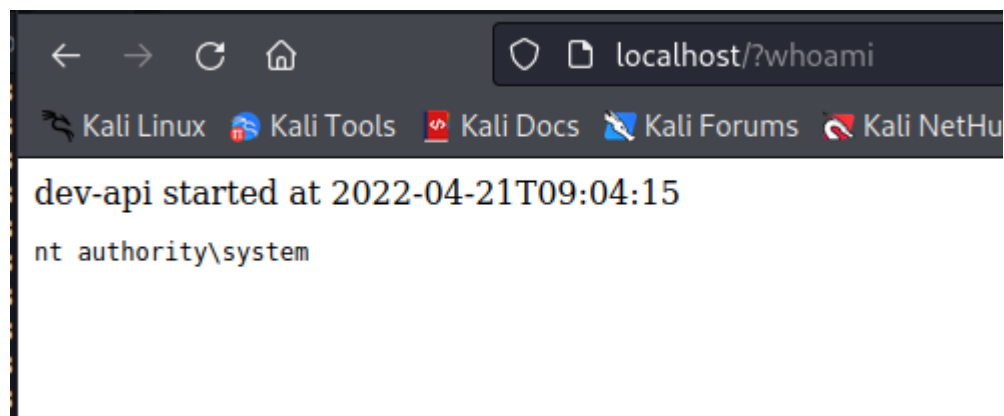 localhost/?whoami
Kali Linux Kali Tools Kali Docs Kali Forums Kali NetHu
dev-api started at 2022-04-21T09:04:15
nt authority\system